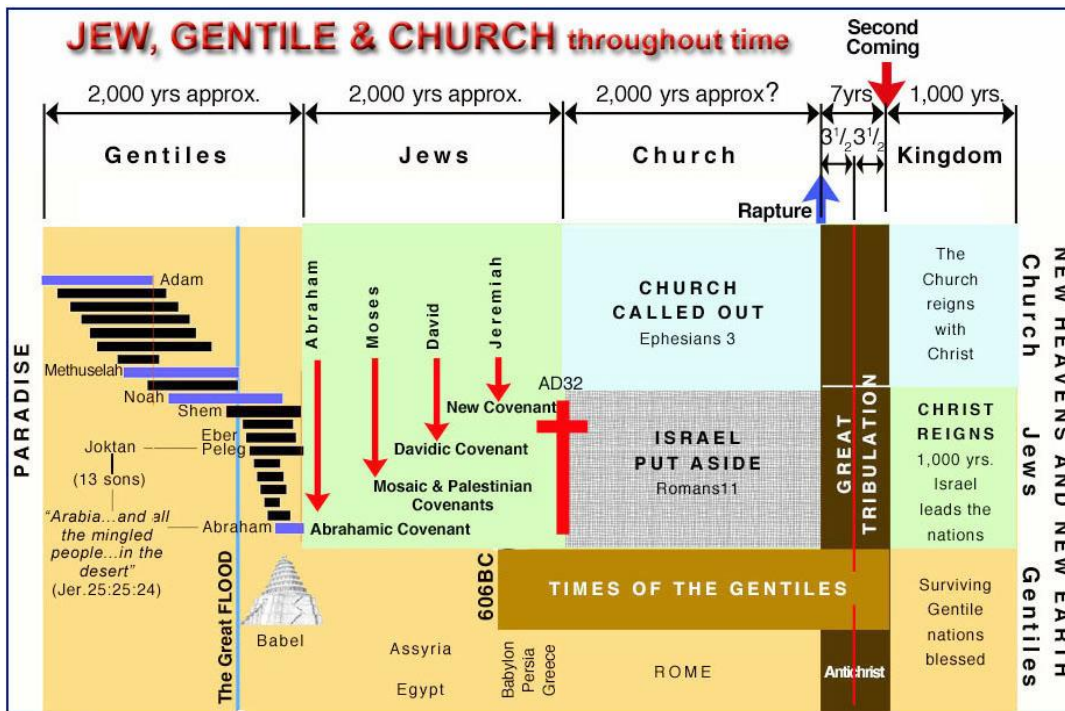 JEW, GENTILE & CHURCH throughout time
Second
Coming
2,000 yrs approx.
2,000 yrs approx.
2,000 yrs approx?
7yrs
1,000 yrs.
3 1/2
3 1/2
Gentiles
Jews
Church
Kingdom
Rapture
PARADISE
Adam
Methuselah
Noah
Shem
Eber
Peleg
Joktan
(13 sons)
"Arabia...and all
the mingled
people...in the
desert"
(Jer.25:25:24)
Abraham
The Great FLOOD
Babel
Abraham
Moses
David
Jeremiah
New Covenant
Davidic Covenant
Mosaic & Palestinian
Covenants
Abrahamic Covenant
AD32
CHURCH
CALLED OUT
Ephesians 3
ISRAEL
PUT ASIDE
Romans11
GREAT
TRIBULATION
The
Church
reigns
with
Christ
CHRIST
REIGNS
1,000 yrs.
Israel
leads the
nations
606BC
TIMES OF THE GENTILES
Surviving
Gentile
nations
blessed
Assyria
Egypt
Babylon
Persia
Greece
ROME
Antichrist
Church
Jews
Gentiles
NEW HEAVENS AND NEW EARTH